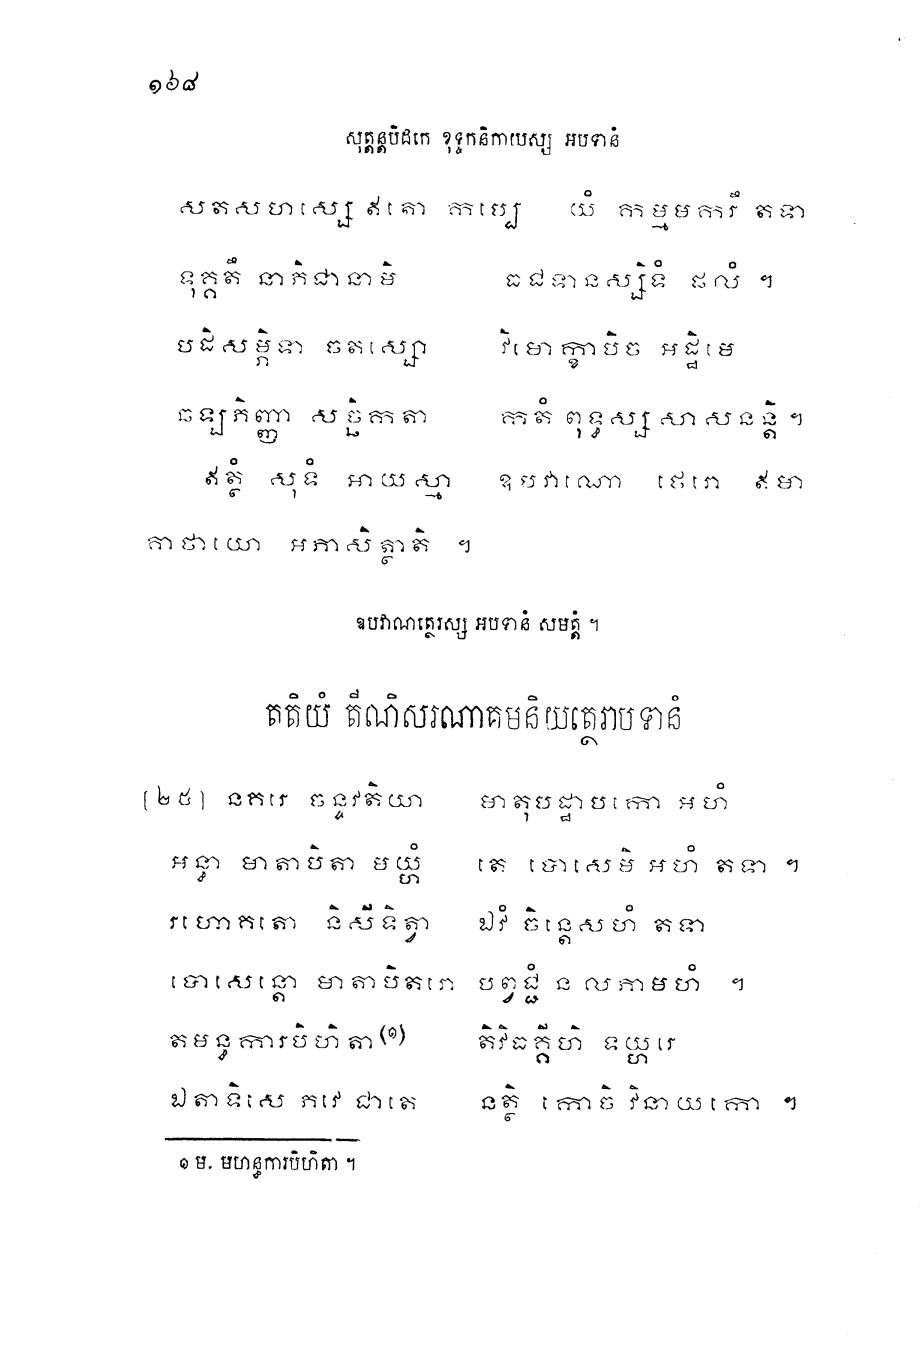 ១៦៨
សុត្តន្តបិដកេ ខុទ្ទកនិកាយស្ស អបទានំ
សតសហស្សេ ឥតោ កប្បេ យំ កម្មមករឹ តទា
ទុគ្គតឹ នាភិជានាមិ ធជទានស្សិទំ ផលំ ។
បដិសម្ភិទា ចតស្សោ វិមោក្ខាបិច អដ្ឋិមេ
ឆឡភិញ្ញា សច្ឆិកតា កតំ ពុទ្ធស្ស សាសនន្តិ ។
ឥត្ថំ សុទំ អាយស្មា ឧបវាណោ ថេរោ ឥមា
គាថាយោ អភាសិត្ថាតិ ។
ឧបវាណត្ថេរស្ស អបទានំ សមត្តំ ។
តតិយំ តីណិសរណាគមនិយត្ថេរាបទានំ
[២៥] នគរេ ចន្ទវតិយា មាតុបដ្ឋាបកោ អហំ
អន្ធា មាតាបិតា មយ្ហំ តេ បោសេមិ អហំ តទា ។
រហោគតោ និសីទិត្វា ឯវំ ចិន្តេសហំ តទា
បោសេន្តោ មាតាបិតរោ បព្វជ្ជំ ន លភាមហំ ។
តមន្ធការបិហិតា(១) តិវិធគ្គីហិ ទយ្ហរេ
ឯតាទិសេ ភវេ ជាតេ នត្ថិ កោចិ វិនាយកោ ។
១ ម. មហន្ធការបិហិតា ។